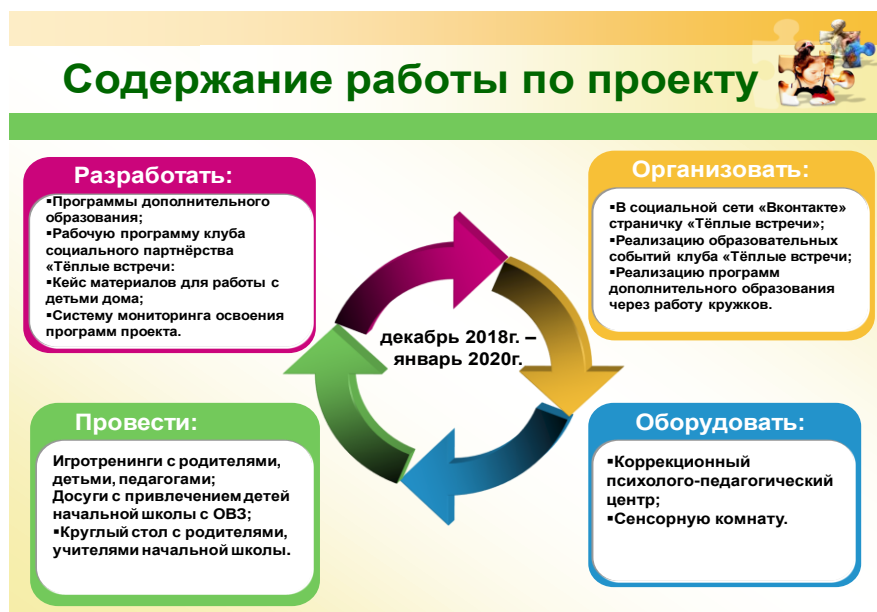 Содержание работы по проекту
Разработать:
▪Программы дополнительного
образования;
▪Рабочую программу клуба
социального партнёрства
«Тёплые встречи:
▪Кейс материалов для работы с
детьми дома;
▪Систему мониторинга освоения
программ проекта.
Организовать:
▪В социальной сети «Вконтакте»
страничку «Тёплые встречи»;
▪Реализацию образовательных
событий клуба «Тёплые встречи;
▪Реализацию программ
дополнительного образования
через работу кружков.
декабрь 2018г. –
январь 2020г.
Провести:
Игротренинги с родителями,
детьми, педагогами;
Досуги с привлечением детей
начальной школы с ОВЗ;
▪Круглый стол с родителями,
учителями начальной школы.
Оборудовать:
▪Коррекционный
психолого-педагогический
центр;
▪Сенсорную комнату.